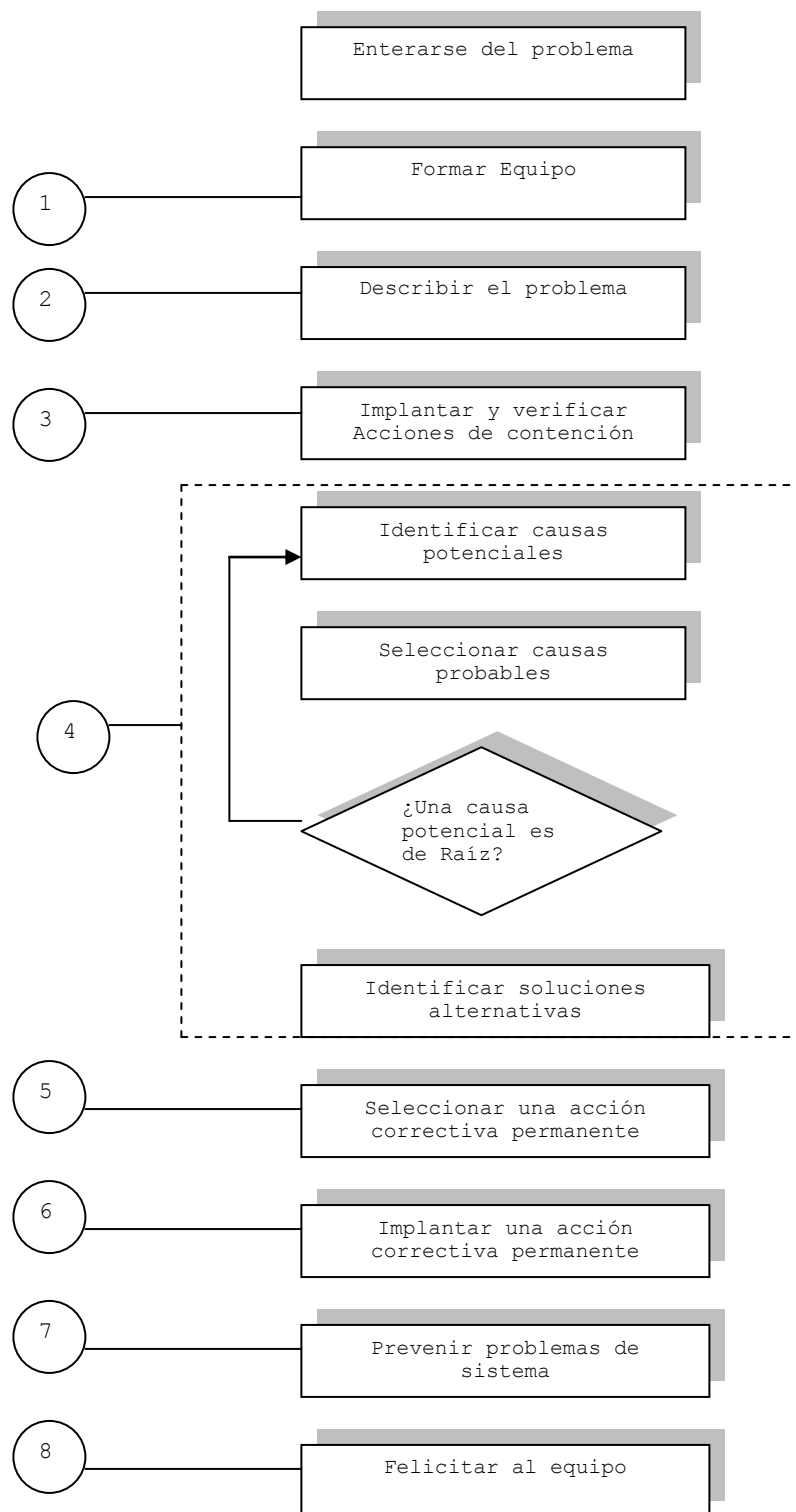 Enterarse del problema
1
Formar Equipo
2
Describir el problema
3
Implantar y verificar
Acciones de contención
Identificar causas
potenciales
Seleccionar causas
probables
4
¿Una causa
potencial es
de Raíz?
Identificar soluciones
alternativas
5
Seleccionar una acción
correctiva permanente
6
Implantar una acción
correctiva permanente
7
Prevenir problemas de
sistema
8
Felicitar al equipo